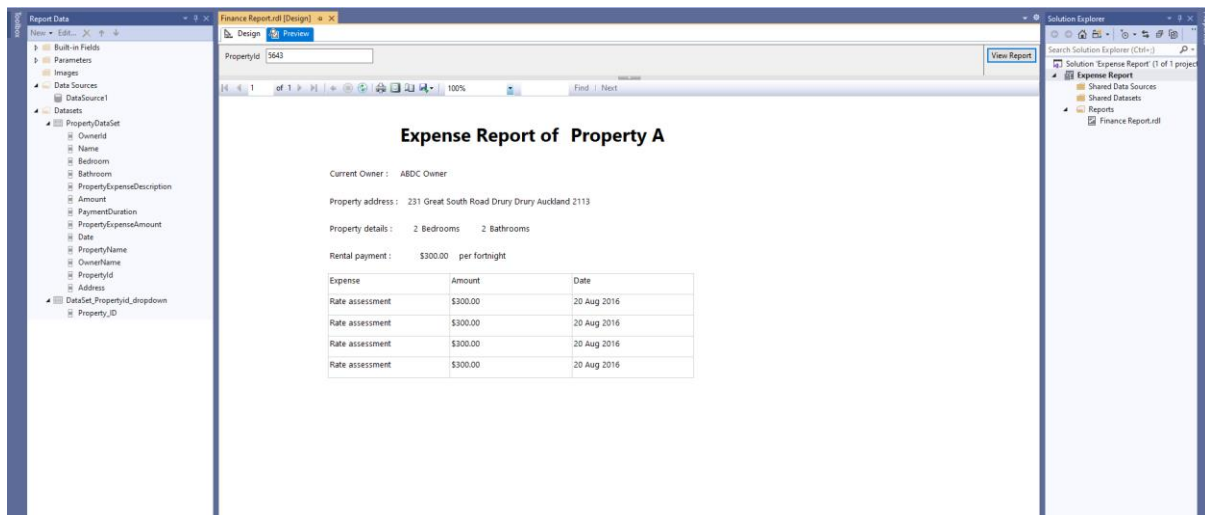 Toolbox
Report Data
New • Edit...
Built-in Fields
Parameters
Images
Data Sources
DataSource1
Datasets
PropertyDataSet
OwnerId
Name
Bedroom
Bathroom
PropertyExpenseDescription
Amount
PaymentDuration
PropertyExpenseAmount
Date
PropertyName
OwnerName
PropertyId
Address
DataSet_Propertyid_dropdown
Property_ID
Finance Report.rdl [Design]
Design Preview
PropertyId 5643 View Report
1 of 1 100% Find | Next
Expense Report of Property A
Current Owner : ABDC Owner
Property address : 231 Great South Road Drury Drury Auckland 2113
Property details : 2 Bedrooms 2 Bathrooms
Rental payment : $300.00 per fortnight
Expense Amount Date
Rate assessment $300.00 20 Aug 2016
Rate assessment $300.00 20 Aug 2016
Rate assessment $300.00 20 Aug 2016
Rate assessment $300.00 20 Aug 2016
Solution Explorer
Search Solution Explorer (Ctrl+;)
Solution 'Expense Report' (1 of 1 project
Expense Report
Shared Data Sources
Shared Datasets
Reports
Finance Report.rdl